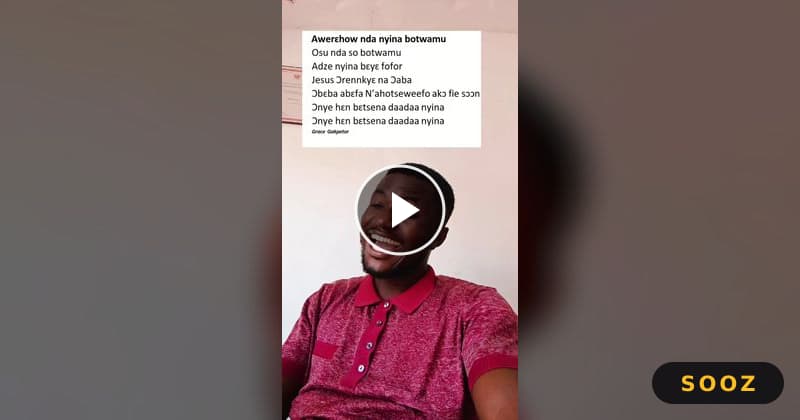 Awerɛhow nda nyina botwamu
Osu nda so botwamu
Adze nyina bɛyɛ fofor
Jesus Ɔrennkyɛ na Ɔaba
Ɔbɛba abɛfa N'ahotseweefo akɔ fie sɔɔn
Ɔnye hɛn bɛtsena daadaa nyina
Ɔnye hɛn bɛtsena daadaa nyina
Grace Gakpetor
SOOZ